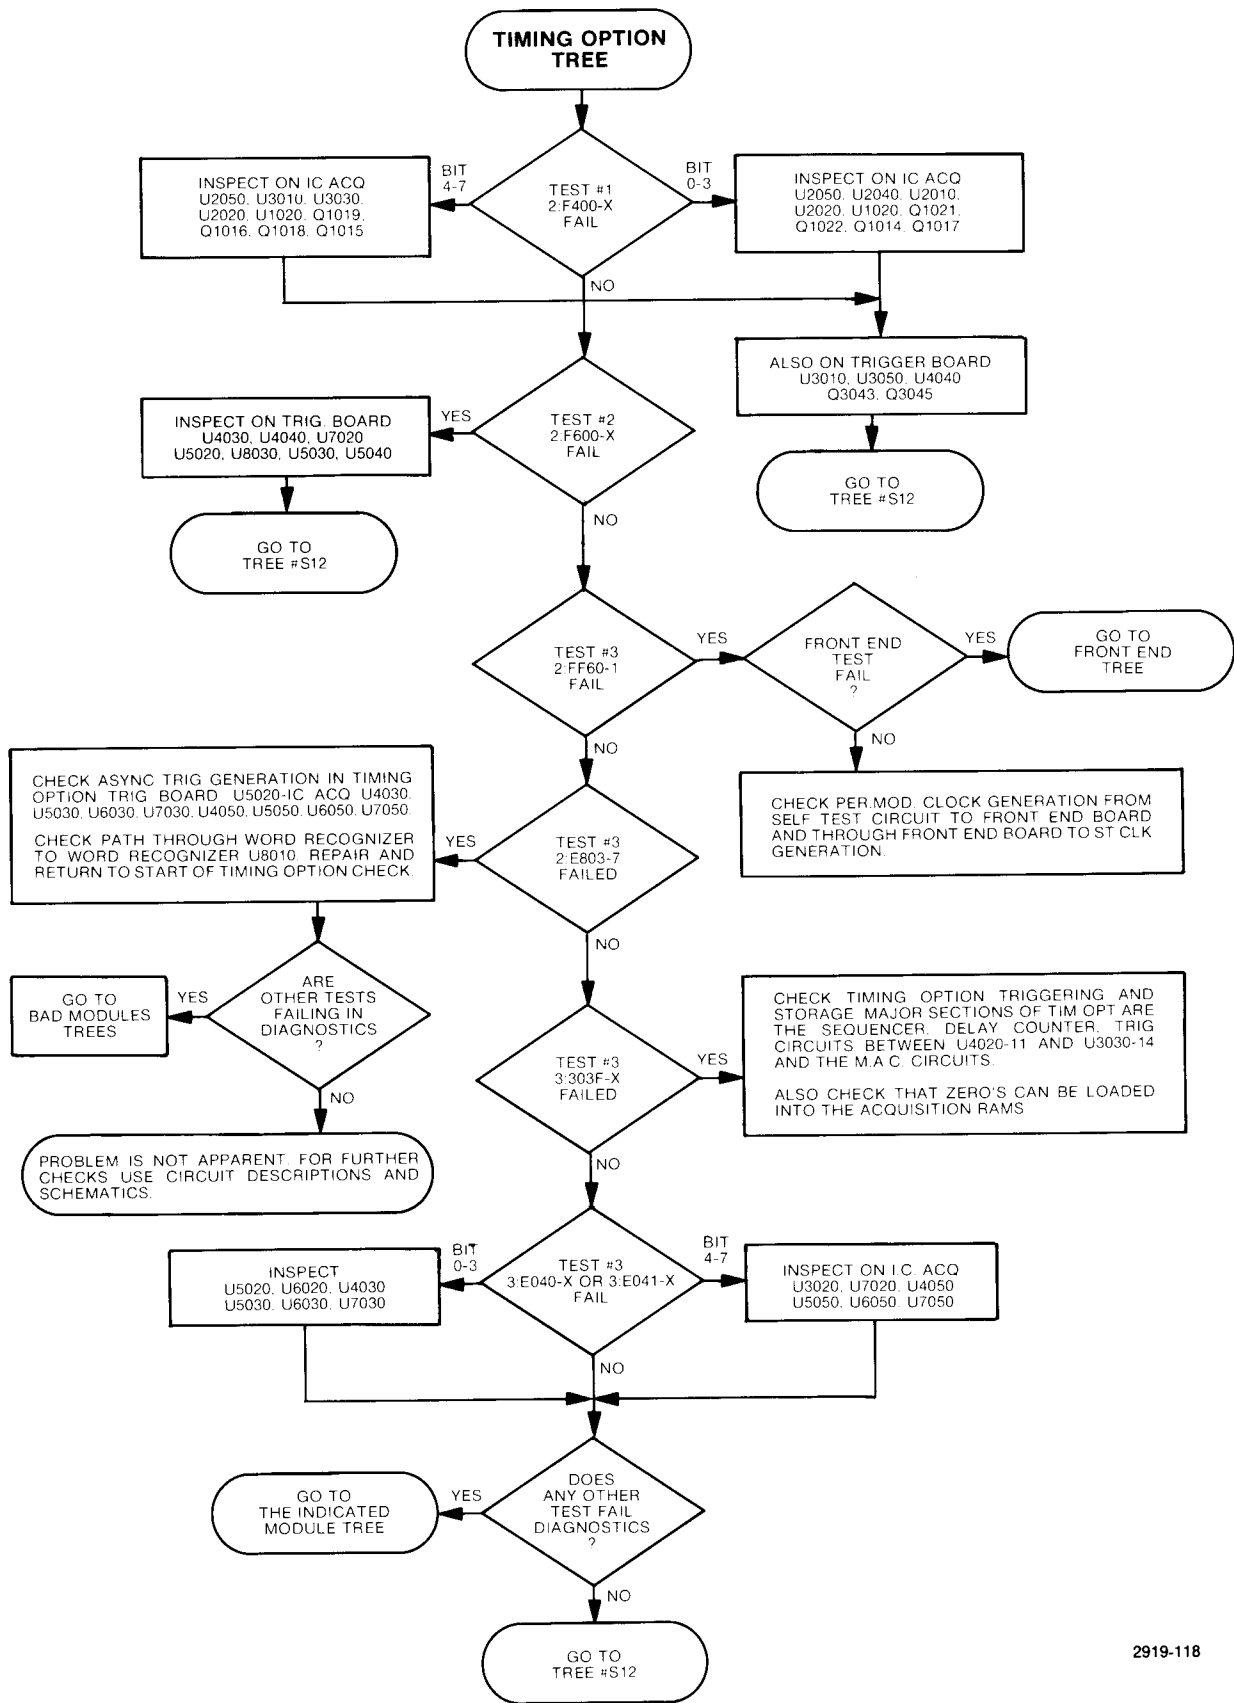 TIMING OPTION
TREE
INSPECT ON IC ACQ
U2050, U3010, U3030,
U2020, U1020, Q1019,
Q1016, Q1018, Q1015
BIT
4-7
TEST #1
2:F400-X
FAIL
BIT
0-3
INSPECT ON IC ACQ
U2050, U2040, U2010,
U2020, U1020, Q1021,
Q1022, Q1014, Q1017
NO
ALSO ON TRIGGER BOARD
U3010, U3050, U4040
Q3043, Q3045
INSPECT ON TRIG. BOARD
U4030, U4040, U7020
U5020, U8030, U5030, U5040
YES
TEST #2
2:F600-X
FAIL
GO TO
TREE #S12
NO
GO TO
TREE #S12
TEST #3
2:FF60-1
FAIL
YES
FRONT END
TEST
FAIL
?
YES
GO TO
FRONT END
TREE
NO
NO
CHECK ASYNC TRIG GENERATION IN TIMING
OPTION TRIG BOARD U5020-IC ACQ U4030,
U5030, U6030, U7030, U4050, U5050, U6050, U7050.
CHECK PATH THROUGH WORD RECOGNIZER
TO WORD RECOGNIZER U8010. REPAIR AND
RETURN TO START OF TIMING OPTION CHECK.
YES
TEST #3
2:E803-7
FAILED
CHECK PER.MOD. CLOCK GENERATION FROM
SELF TEST CIRCUIT TO FRONT END BOARD
AND THROUGH FRONT END BOARD TO ST CLK
GENERATION.
NO
GO TO
BAD MODULES
TREES
YES
ARE
OTHER TESTS
FAILING IN
DIAGNOSTICS
?
NO
TEST #3
3:303F-X
FAILED
YES
CHECK TIMING OPTION TRIGGERING AND
STORAGE MAJOR SECTIONS OF TIM OPT ARE
THE SEQUENCER, DELAY COUNTER, TRIG
CIRCUITS BETWEEN U4020-11 AND U3030-14
AND THE M.A.C. CIRCUITS.
ALSO CHECK THAT ZERO'S CAN BE LOADED
INTO THE ACQUISITION RAMS
PROBLEM IS NOT APPARENT. FOR FURTHER
CHECKS USE CIRCUIT DESCRIPTIONS AND
SCHEMATICS.
NO
INSPECT
U5020, U6020, U4030
U5030, U6030, U7030
BIT
0-3
TEST #3
3:E040-X OR 3:E041-X
FAIL
BIT
4-7
INSPECT ON I.C. ACQ
U3020, U7020, U4050
U5050, U6050, U7050
NO
GO TO
THE INDICATED
MODULE TREE
YES
DOES
ANY OTHER
TEST FAIL
DIAGNOSTICS
?
NO
GO TO
TREE #S12
2919-118